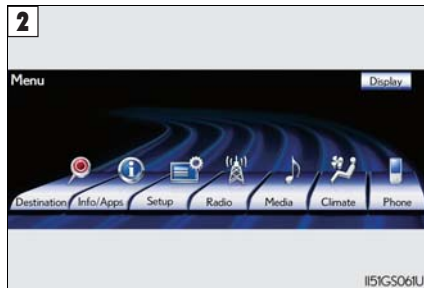 2
Menu Display
Destination Info/Apps Setup Radio Media Climate Phone
II51GS061U